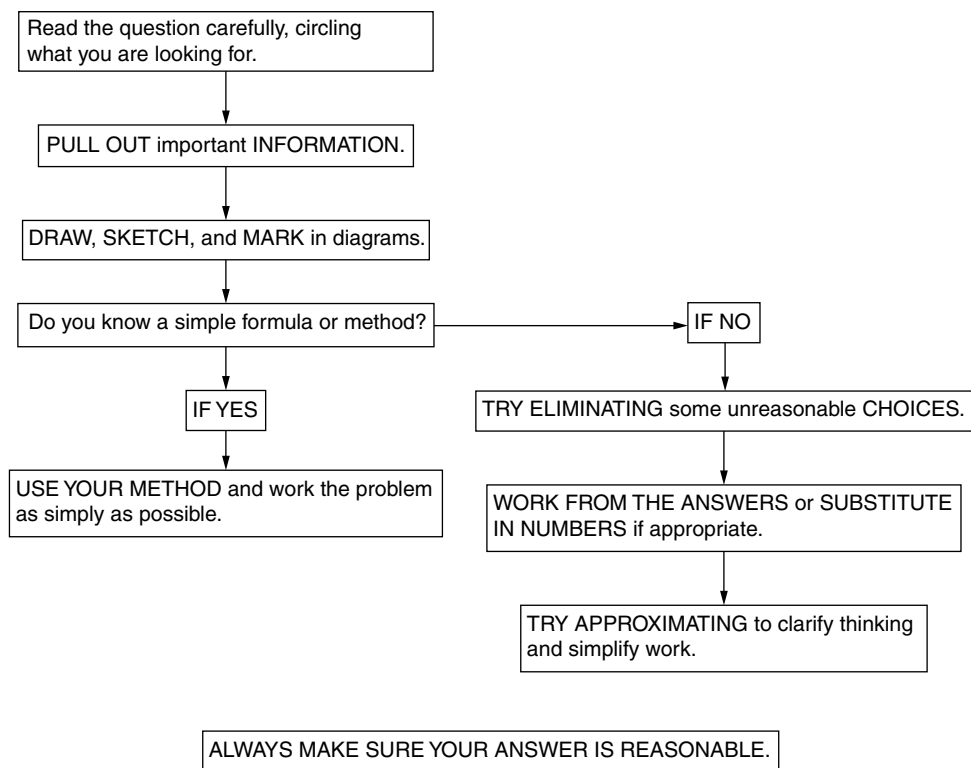 Read the question carefully, circling
what you are looking for.
PULL OUT important INFORMATION.
DRAW, SKETCH, and MARK in diagrams.
Do you know a simple formula or method?
IF NO
IF YES
TRY ELIMINATING some unreasonable CHOICES.
USE YOUR METHOD and work the problem
as simply as possible.
WORK FROM THE ANSWERS or SUBSTITUTE
IN NUMBERS if appropriate.
TRY APPROXIMATING to clarify thinking
and simplify work.
ALWAYS MAKE SURE YOUR ANSWER IS REASONABLE.